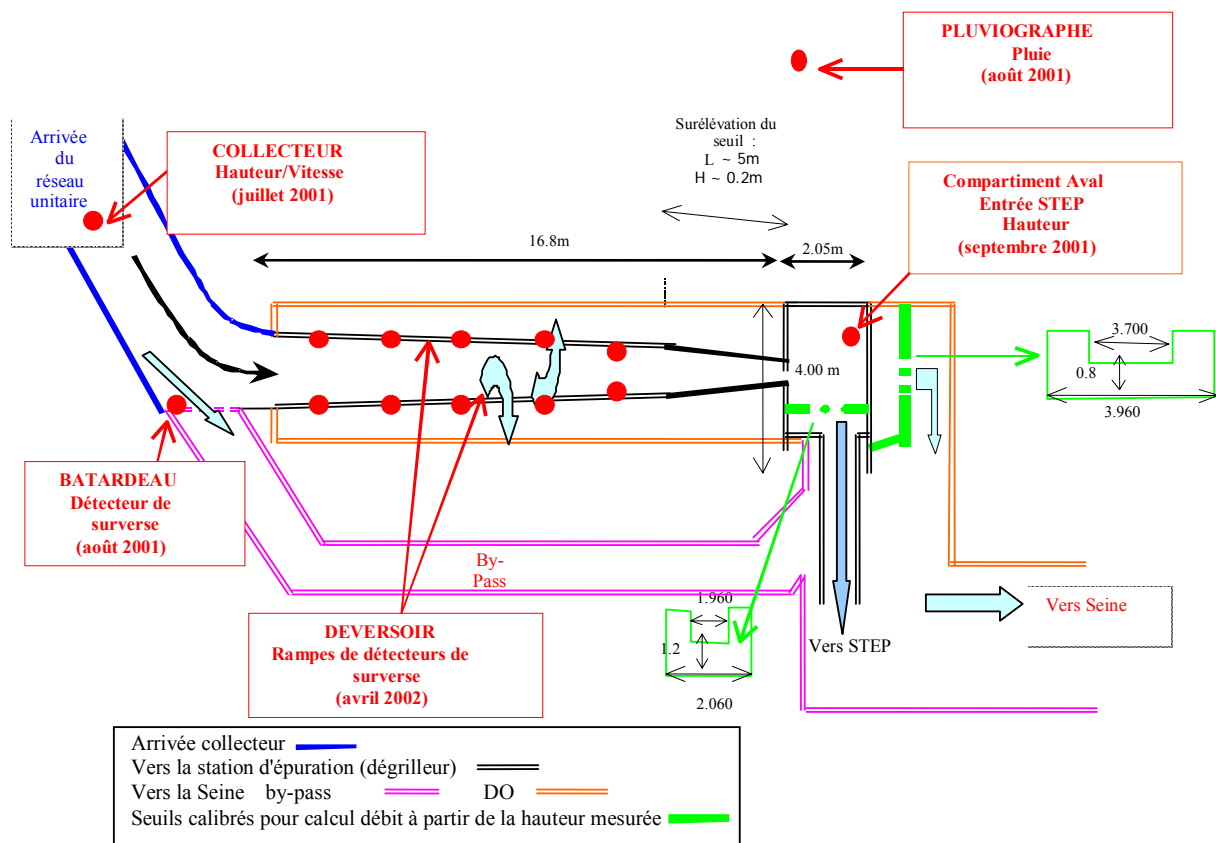 PLUVIOGRAPHE
Pluie
(août 2001)
Arrivée
du
réseau
unitaire
COLLECTEUR
Hauteur/Vitesse
(juillet 2001)
Surélévation du
seuil :
L ~ 5m
H ~ 0.2m
Compartiment Aval
Entrée STEP
Hauteur
(septembre 2001)
16.8m
2.05m
4.00 m
3.700
0.8
3.960
BATARDEAU
Détecteur de
surverse
(août 2001)
By-
Pass
DEVERSOIR
Rampes de détecteurs de
surverse
(avril 2002)
1.960
1.2
2.060
Vers STEP
Vers Seine
Arrivée collecteur
Vers la station d'épuration (dégrilleur)
Vers la Seine by-pass DO
Seuils calibrés pour calcul débit à partir de la hauteur mesurée